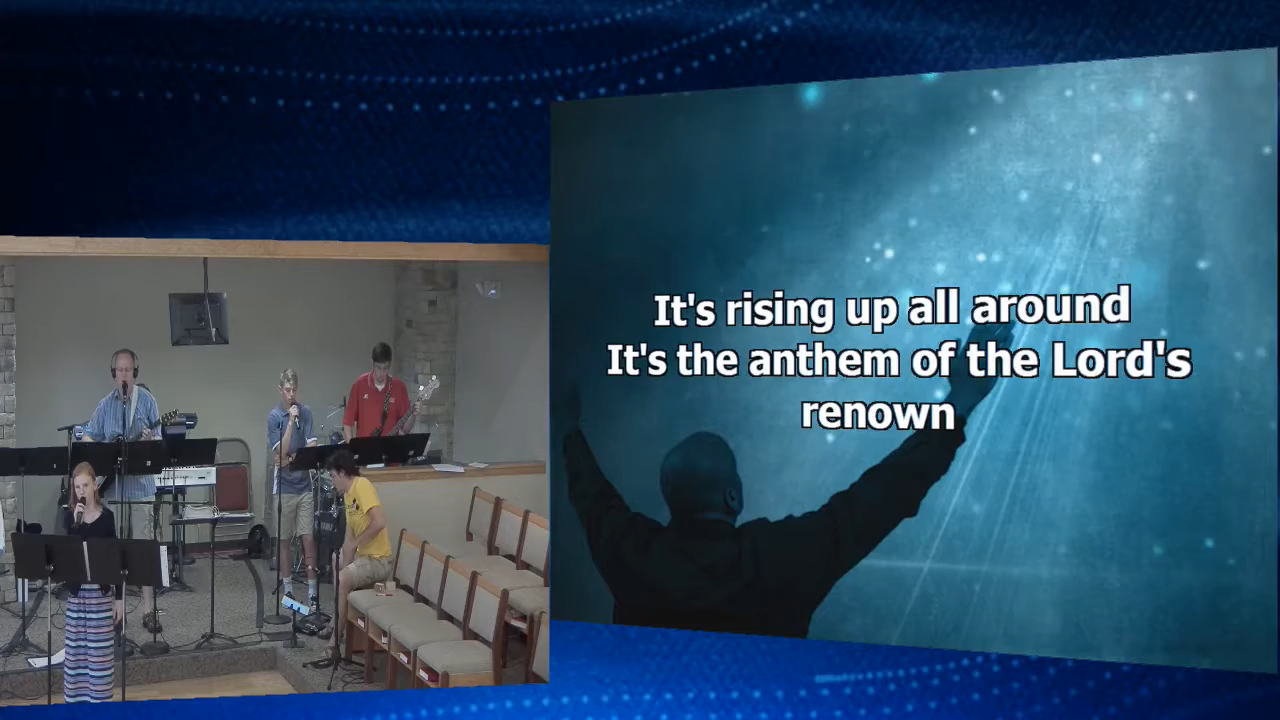 It's rising up all around
It's the anthem of the Lord's
renown